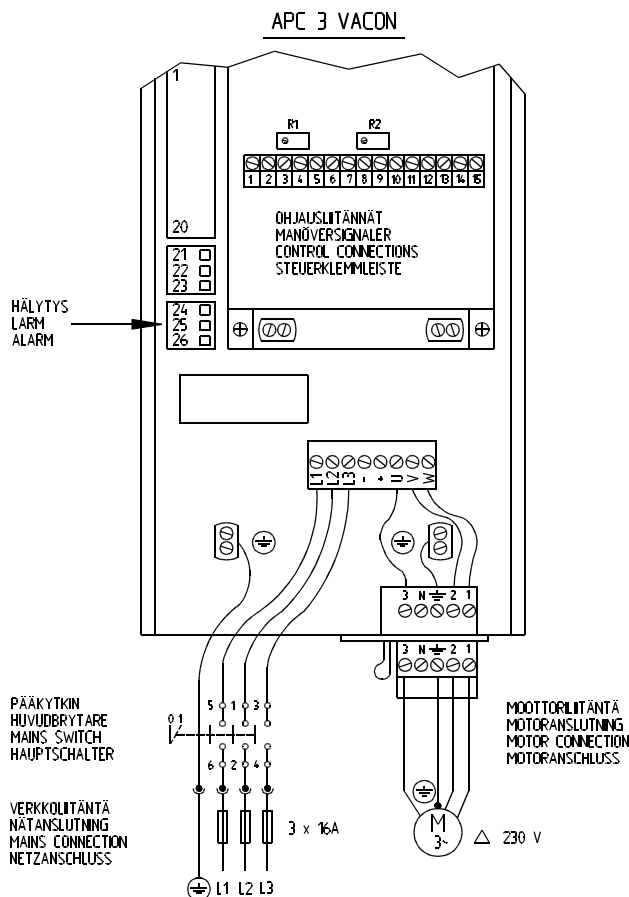 APC 3 VACON
1
20
21
22
23
24
25
26
R1 R2
1 2 3 4 5 6 7 8 9 10 11 12 13 14 15
OHJAUSLIITÄNNÄT
MANÖVERSIGNALER
CONTROL CONNECTIONS
STEUERKLEMMLEISTE
HÄLYTYS
LARM
ALARM
L1 L2 L3 - + U V W
3 N 2 1
3 N 2 1
PÄÄKYTKIN
HUVUDBRYTARE
MAINS SWITCH
HAUPTSCHALTER
0 1
5 1 3
6 2 4
MOOTTORILIITÄNTÄ
MOTORANSLUTNING
MOTOR CONNECTION
MOTORANSCHLUSS
VERKKOLIITÄNTÄ
NÄTANSLUTNING
MAINS CONNECTION
NETZANSCHLUSS
3 x 16A
M
3~
△ 230 V
L1 L2 L3